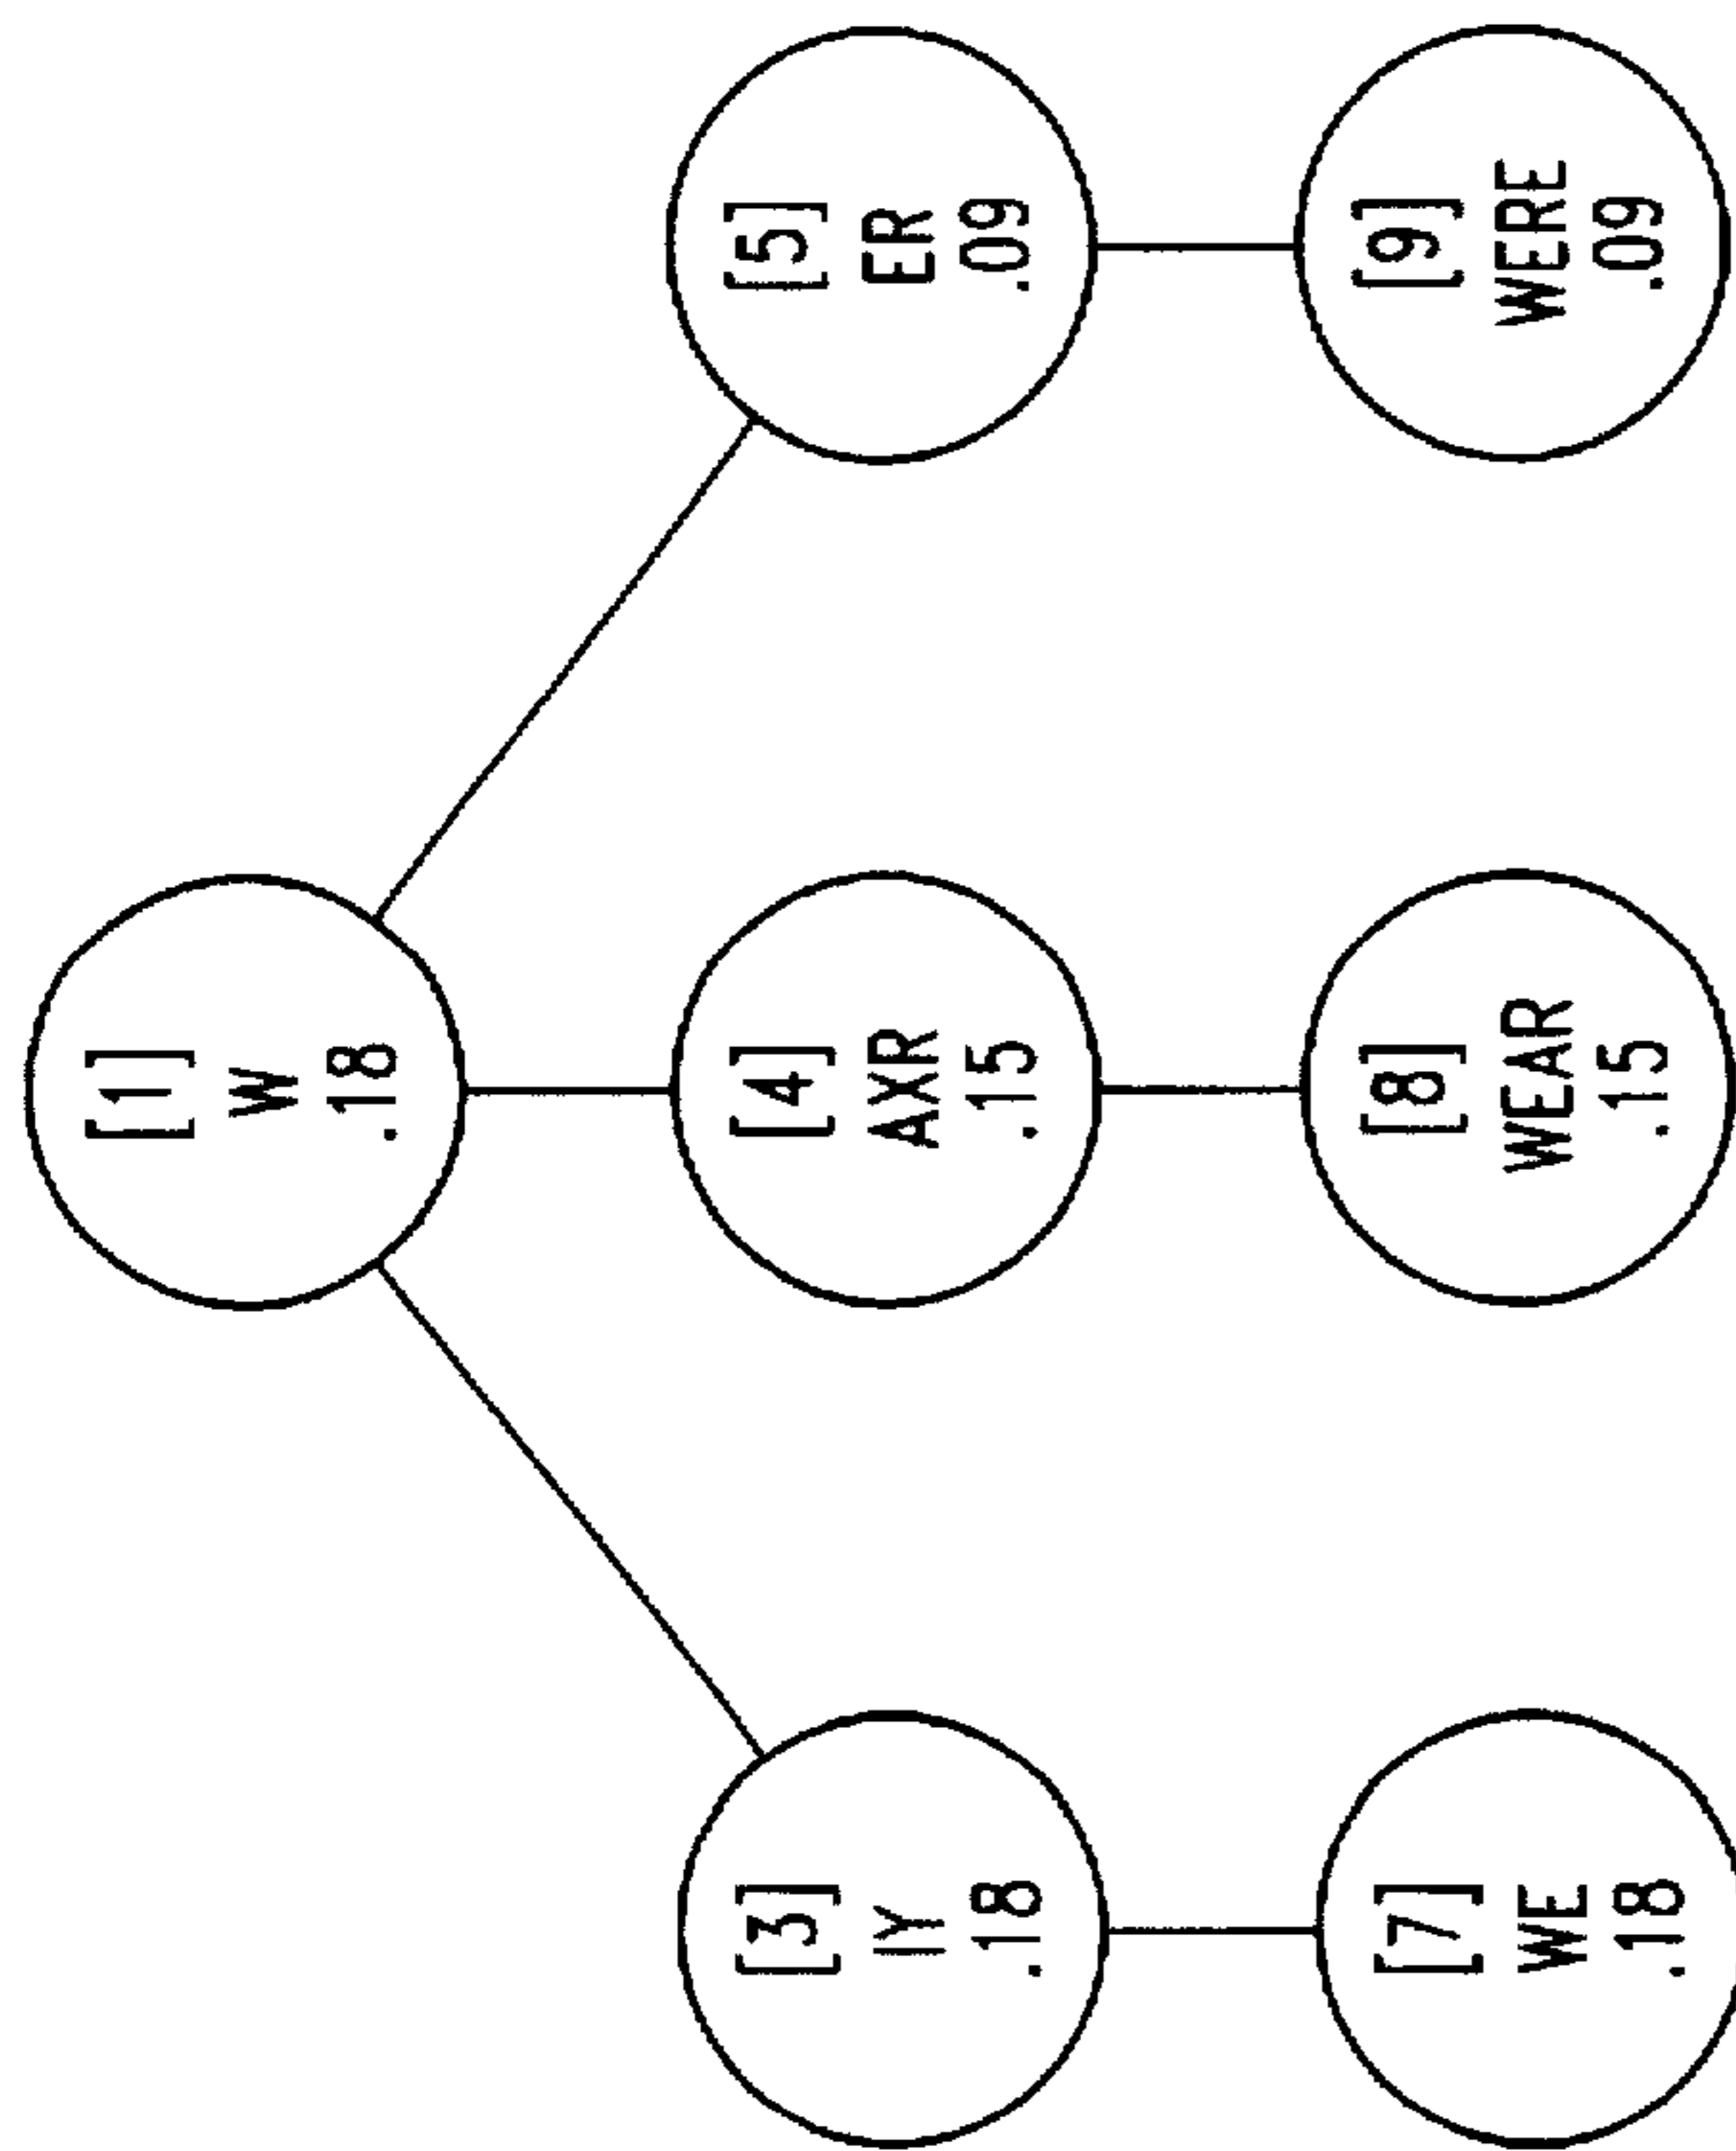 [1]
W
.18
[3]
IY
.18
[4]
AXR
.15
[5]
ER
.09
[7]
WE
.18
[8]
WEAR
.15
[9]
WERE
.09